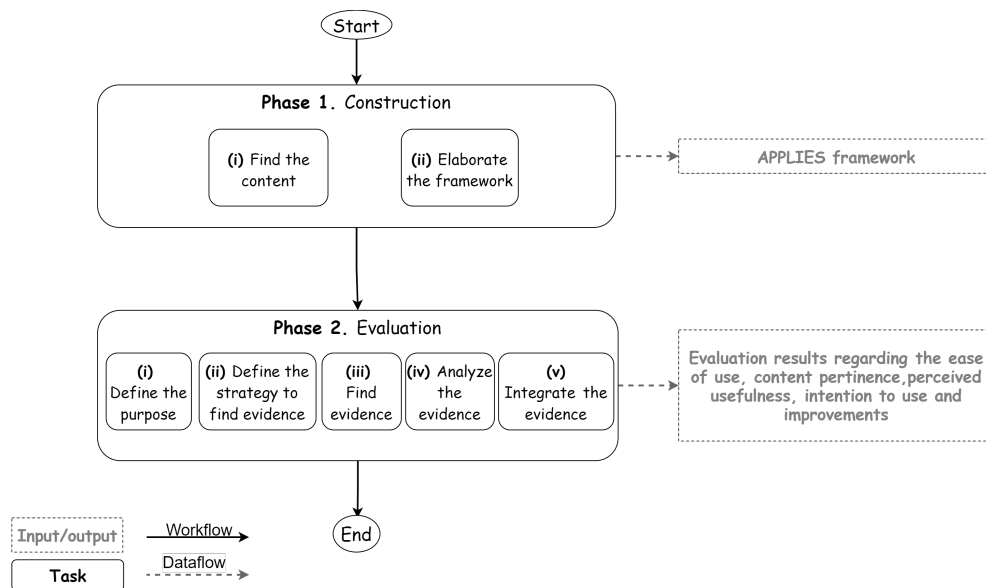 Start
Phase 1. Construction
(i) Find the
content
(ii) Elaborate
the framework
APPLIES framework
Phase 2. Evaluation
(i)
Define the
purpose
(ii) Define the
strategy to
find evidence
(iii)
Find
evidence
(iv) Analyze
the
evidence
(v)
Integrate the
evidence
Evaluation results regarding the ease
of use, content pertinence,perceived
usefulness, intention to use and
improvements
End
Input/output
Workflow
Dataflow
Task